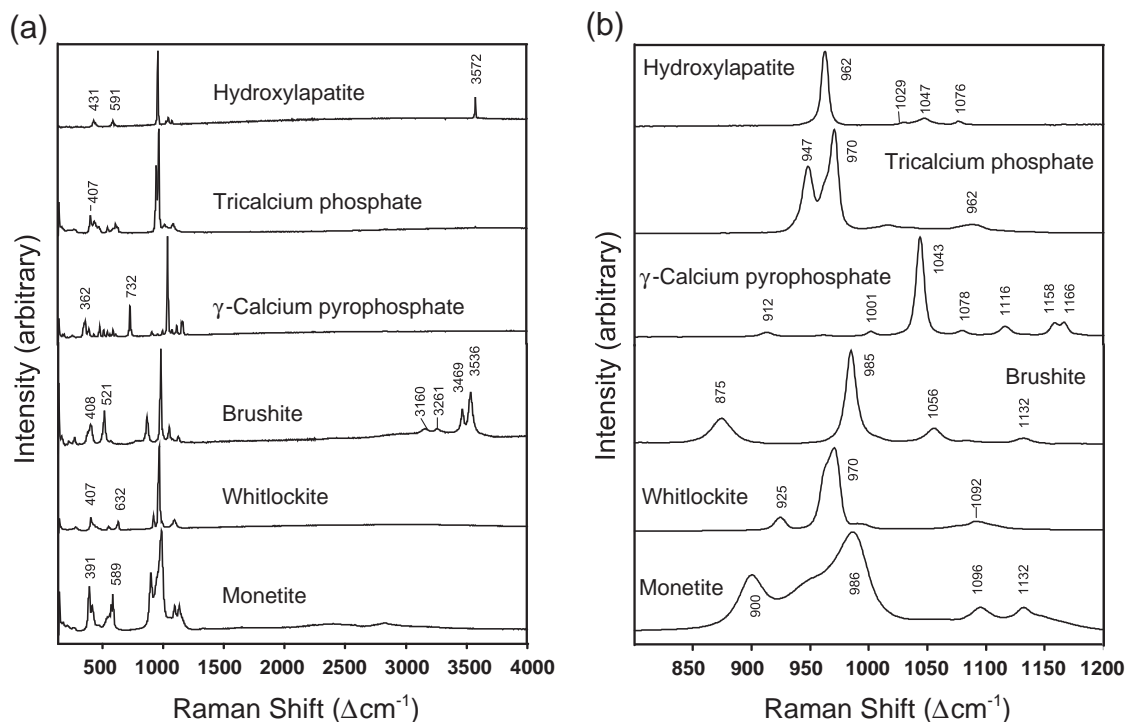 (a)
Intensity (arbitrary)
Hydroxylapatite
431
591
3572
Tricalcium phosphate
407
γ-Calcium pyrophosphate
362
732
Brushite
408
521
3160
3261
3469
3536
Whitlockite
407
632
Monetite
391
589
500 1000 1500 2000 2500 3000 3500 4000
Raman Shift (Δcm⁻¹)
(b)
Intensity (arbitrary)
Hydroxylapatite
962
1029
1047
1076
Tricalcium phosphate
947
970
962
γ-Calcium pyrophosphate
912
1001
1043
1078
1116
1158
1166
Brushite
875
985
1056
1132
Whitlockite
925
970
1092
Monetite
900
986
1096
1132
850 900 950 1000 1050 1100 1150 1200
Raman Shift (Δcm⁻¹)